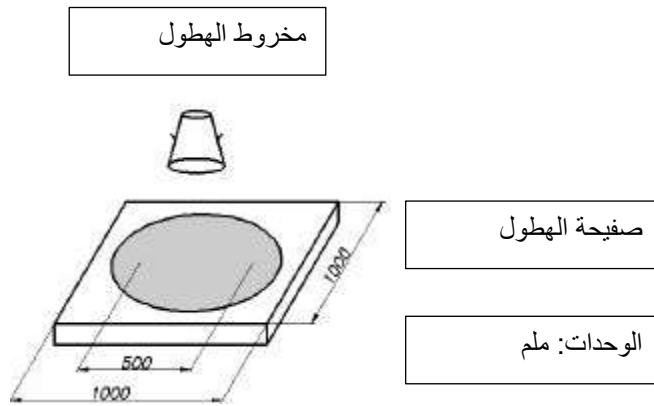 مخروط الهطول
صفيحة الهطول
1000
الوحدات: ملم
500
1000